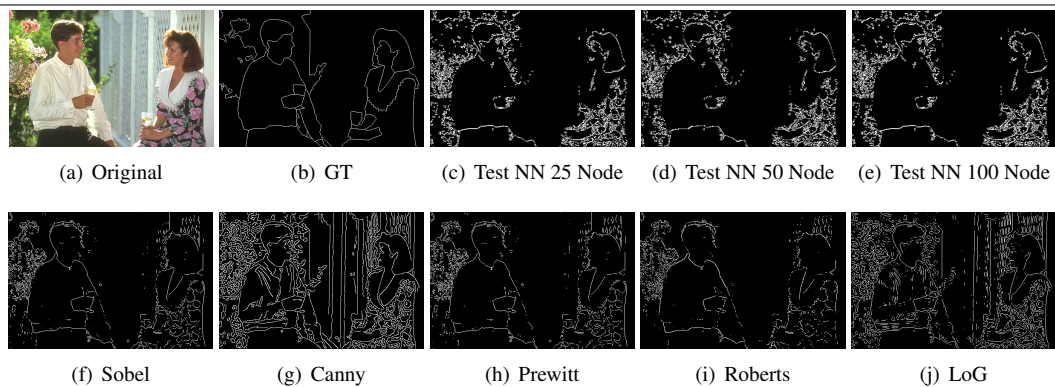 (a) Original
(b) GT
(c) Test NN 25 Node
(d) Test NN 50 Node
(e) Test NN 100 Node
(f) Sobel
(g) Canny
(h) Prewitt
(i) Roberts
(j) LoG